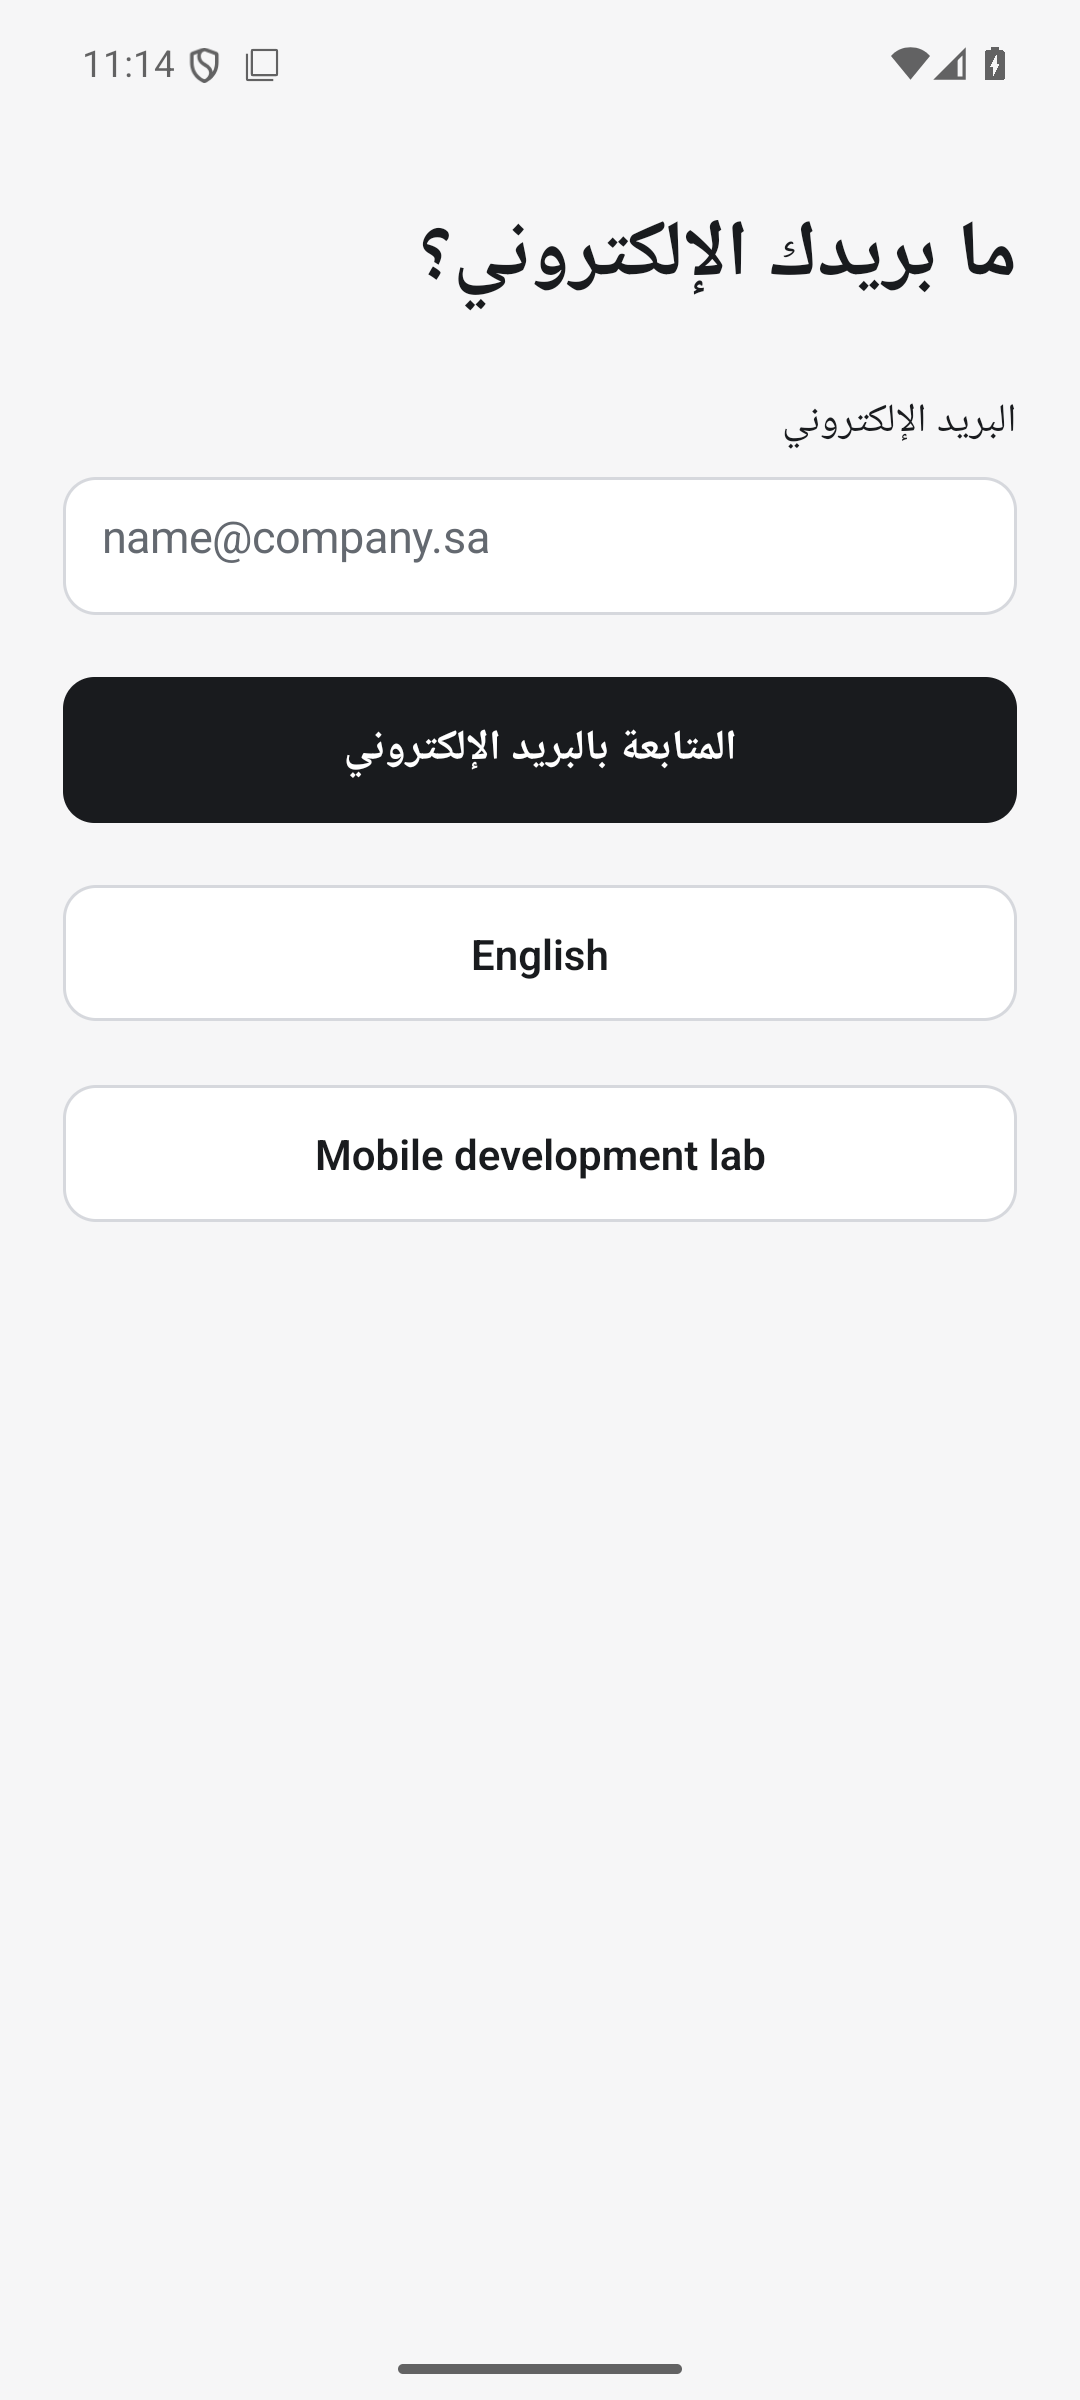 11:14
ما بريدك الإلكتروني؟
البريد الإلكتروني
name@company.sa
المتابعة بالبريد الإلكتروني
English
Mobile development lab